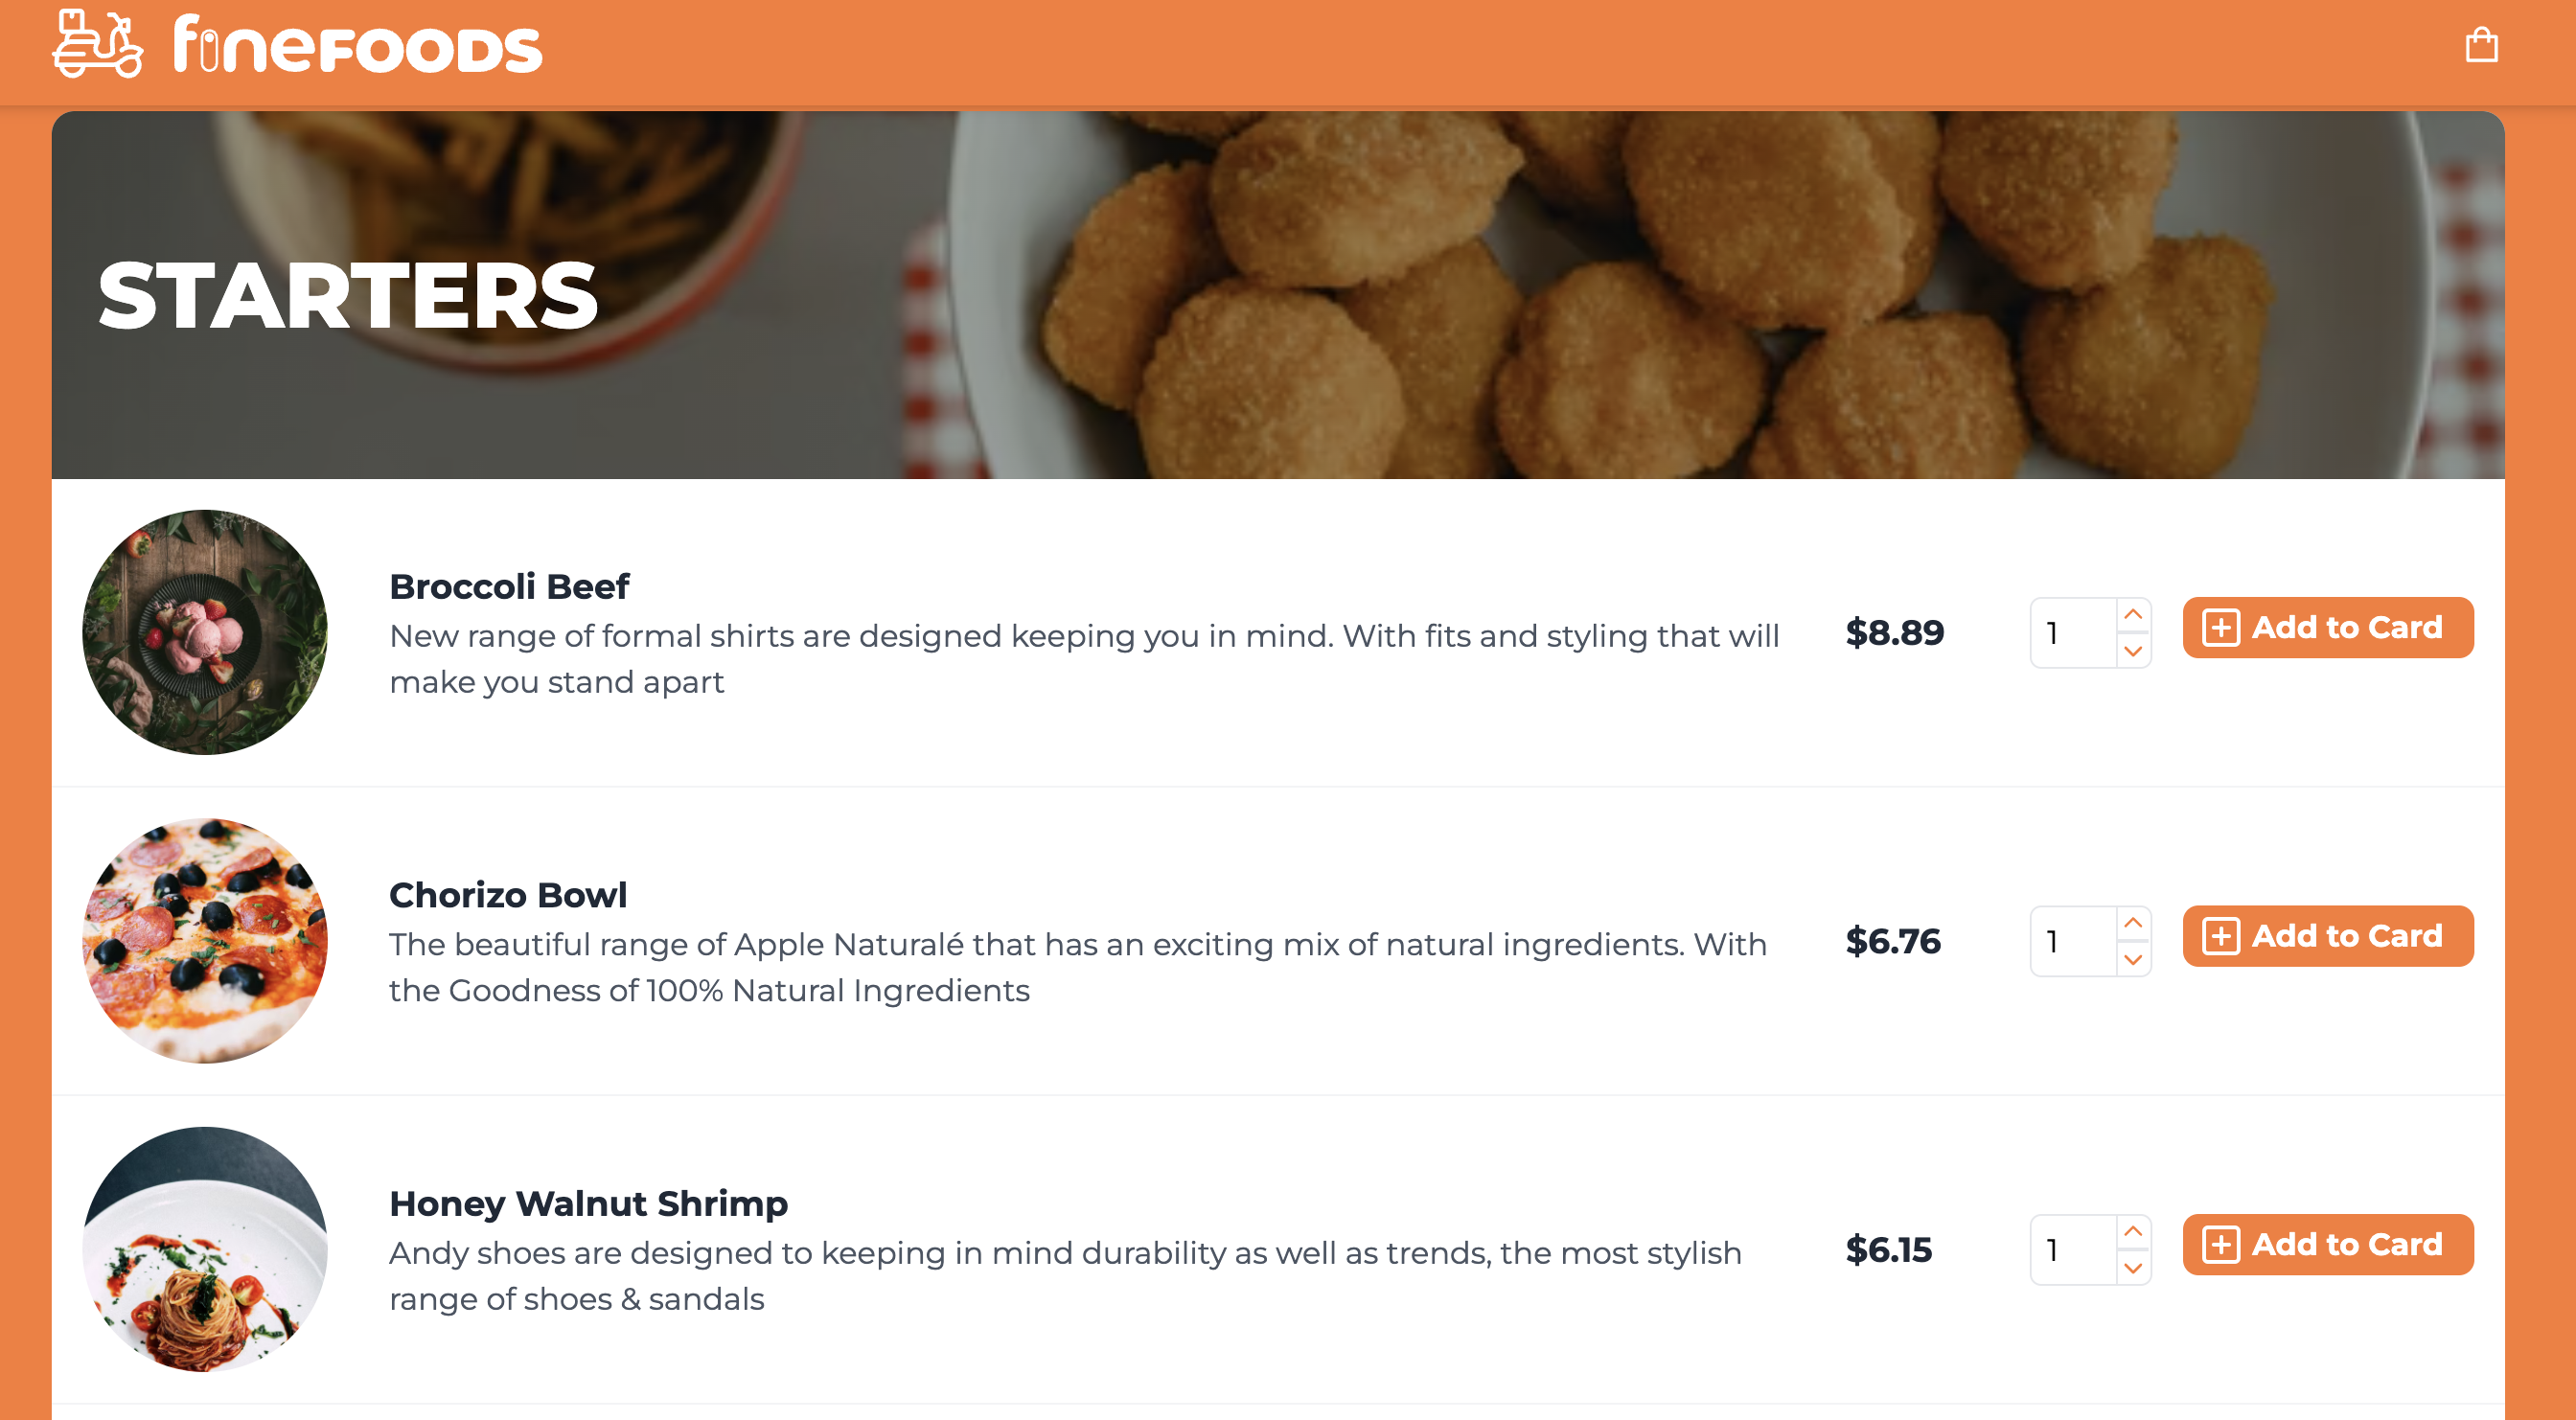 fineFOODS
STARTERS
Broccoli Beef
New range of formal shirts are designed keeping you in mind. With fits and styling that will
make you stand apart
$8.89
1
Add to Card
Chorizo Bowl
The beautiful range of Apple Naturalé that has an exciting mix of natural ingredients. With
the Goodness of 100% Natural Ingredients
$6.76
1
Add to Card
Honey Walnut Shrimp
Andy shoes are designed to keeping in mind durability as well as trends, the most stylish
range of shoes & sandals
$6.15
1
Add to Card